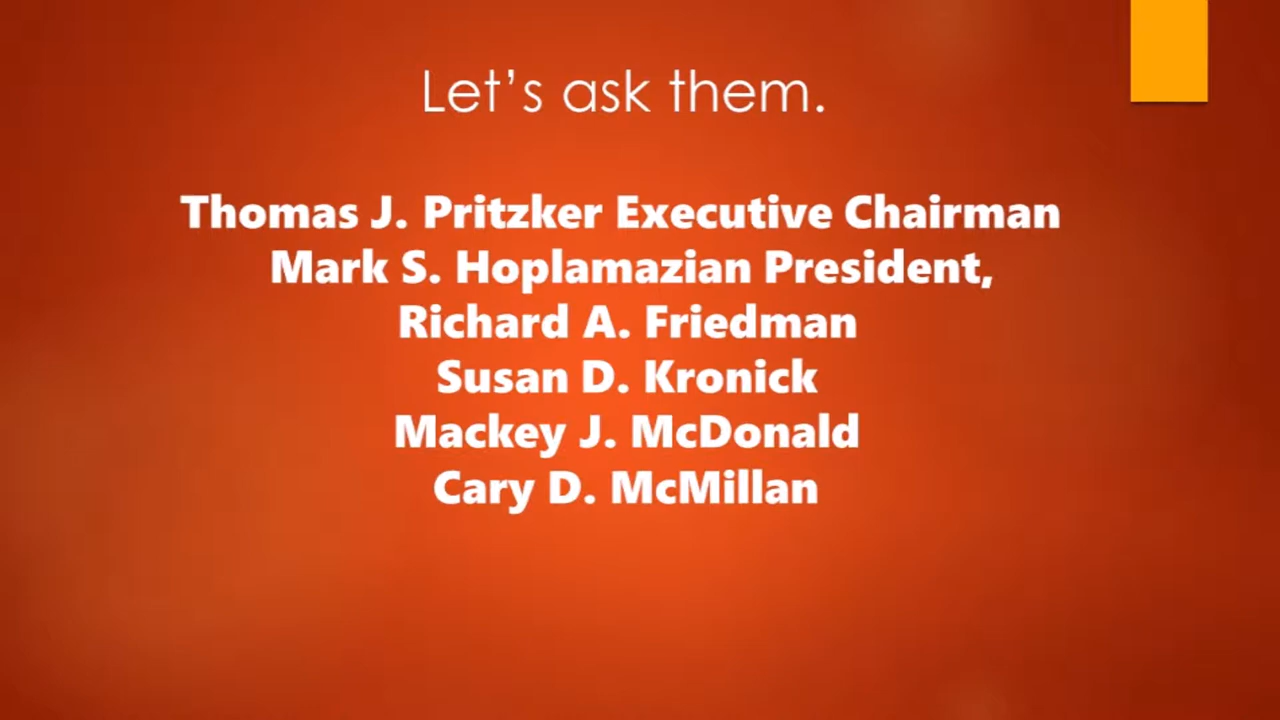 Let’s ask them.
Thomas J. Pritzker Executive Chairman
Mark S. Hoplamazian President,
Richard A. Friedman
Susan D. Kronick
Mackey J. McDonald
Cary D. McMillan